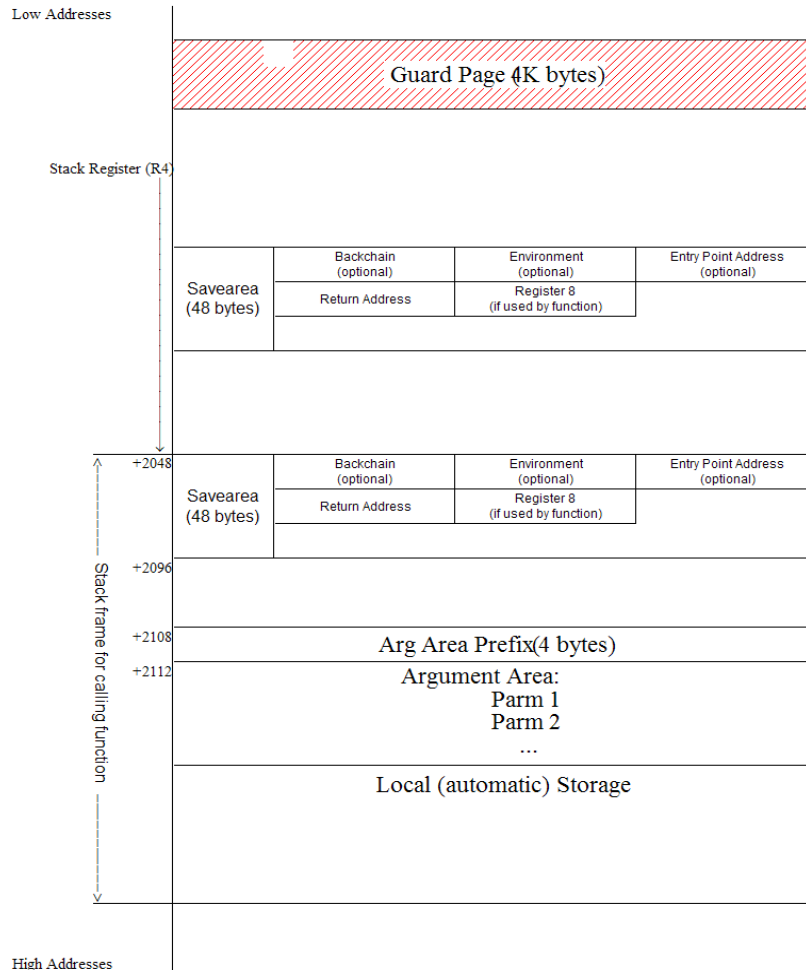 Low Addresses
Guard Page (4K bytes)
Stack Register (R4)
Savearea
(48 bytes)
Backchain
(optional)
Environment
(optional)
Entry Point Address
(optional)
Return Address
Register 8
(if used by function)
+2048
Savearea
(48 bytes)
Backchain
(optional)
Environment
(optional)
Entry Point Address
(optional)
Return Address
Register 8
(if used by function)
+2096
Stack frame for calling function
+2108
Arg Area Prefix(4 bytes)
+2112
Argument Area:
Parm 1
Parm 2
...
Local (automatic) Storage
High Addresses